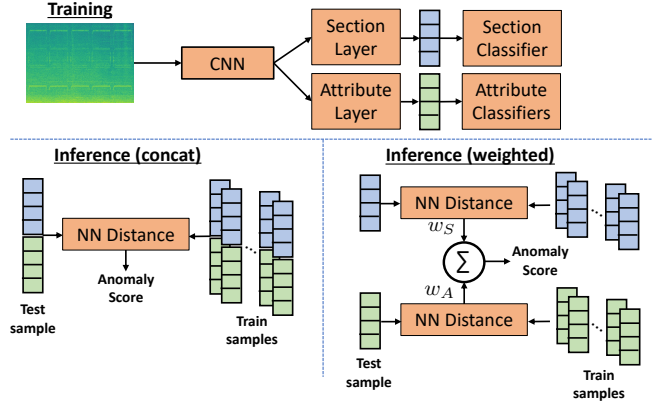 Training
CNN
Section
Layer
Section
Classifier
Attribute
Layer
Attribute
Classifiers
Inference (concat)
NN Distance
Anomaly
Score
Test
sample
Train
samples
Inference (weighted)
NN Distance
w_S
Σ
Anomaly
Score
w_A
NN Distance
Test
sample
Train
samples